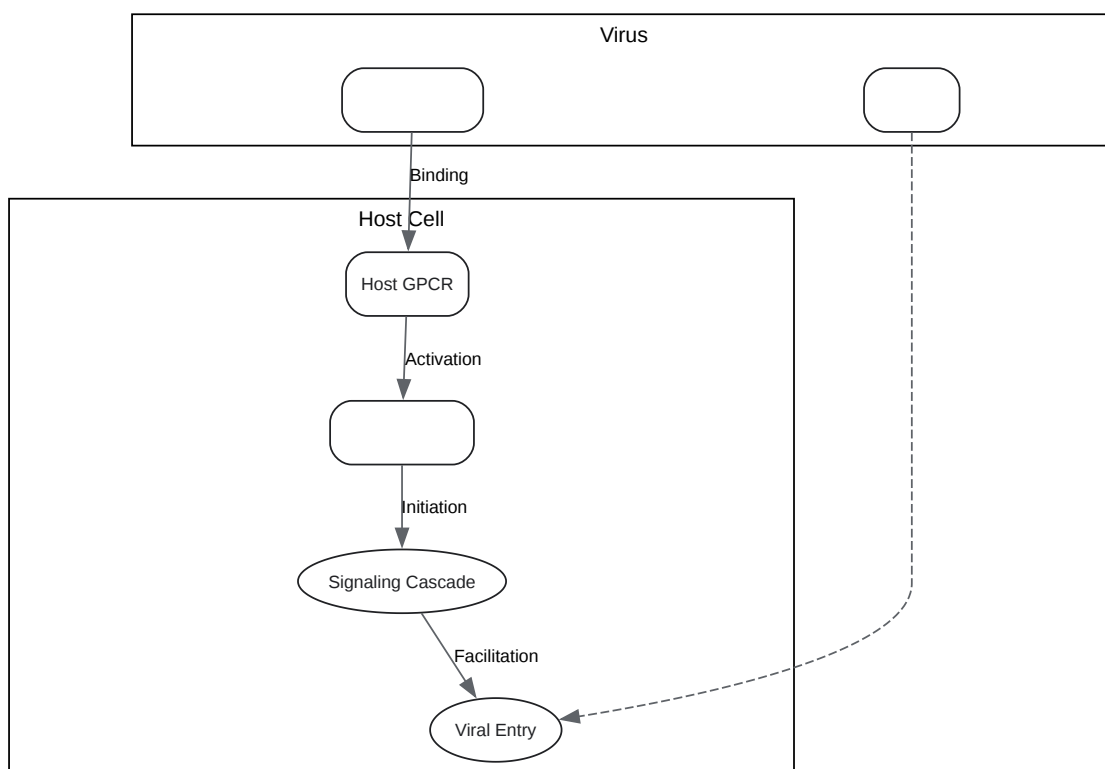 Virus
Binding
Host Cell
Host GPCR
Activation
Initiation
Signaling Cascade
Facilitation
Viral Entry